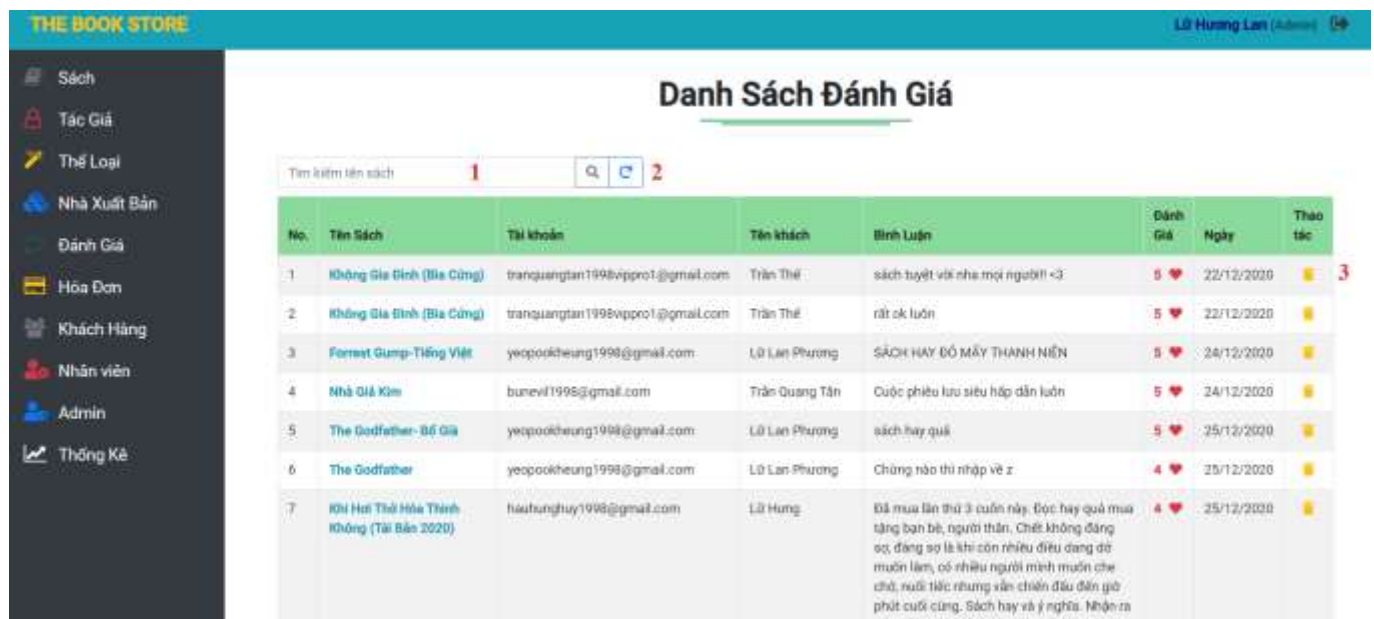 THE BOOK STORE
Lữ Hương Lan (Admin)
Sách
Tác Giả
Thể Loại
Nhà Xuất Bản
Đánh Giá
Hóa Đơn
Khách Hàng
Nhân viên
Admin
Thống Kê
Danh Sách Đánh Giá
Tìm kiếm tên sách 1 2
No. Tên Sách Tài khoản Tên khách Bình Luận Đánh Giá Ngày Thao tác
1 Không Gia Đình (Bìa Cứng) tranquangtan1998vippro1@gmail.com Trần Thế sách tuyệt vời nha mọi người!! <3 5 22/12/2020 3
2 Không Gia Đình (Bìa Cứng) tranquangtan1998vippro1@gmail.com Trần Thế rất ok luôn 5 22/12/2020
3 Forrest Gump-Tiếng Việt yeopookheung1998@gmail.com Lữ Lan Phương SÁCH HAY ĐÓ MẤY THANH NIÊN 5 24/12/2020
4 Nhà Giả Kim bunevil1998@gmail.com Trần Quang Tân Cuộc phiêu lưu siêu hấp dẫn luôn 5 24/12/2020
5 The Godfather- Bố Già yeopookheung1998@gmail.com Lữ Lan Phương sách hay quá 5 25/12/2020
6 The Godfather yeopookheung1998@gmail.com Lữ Lan Phương Chừng nào thì nhập về z 4 25/12/2020
7 Khi Hơi Thở Hóa Thinh Không (Tái Bản 2020) hauhunghuy1998@gmail.com Lữ Hưng Đã mua lần thứ 3 cuốn này. Đọc hay quá mua 4 25/12/2020
tặng bạn bè, người thân. Chết không đáng
sợ, đáng sợ là khi còn nhiều điều dang dở
muốn làm, có nhiều người mình muốn che
chở, nuối tiếc nhưng vẫn chiến đấu đến giờ
phút cuối cùng. Sách hay và ý nghĩa. Nhận ra